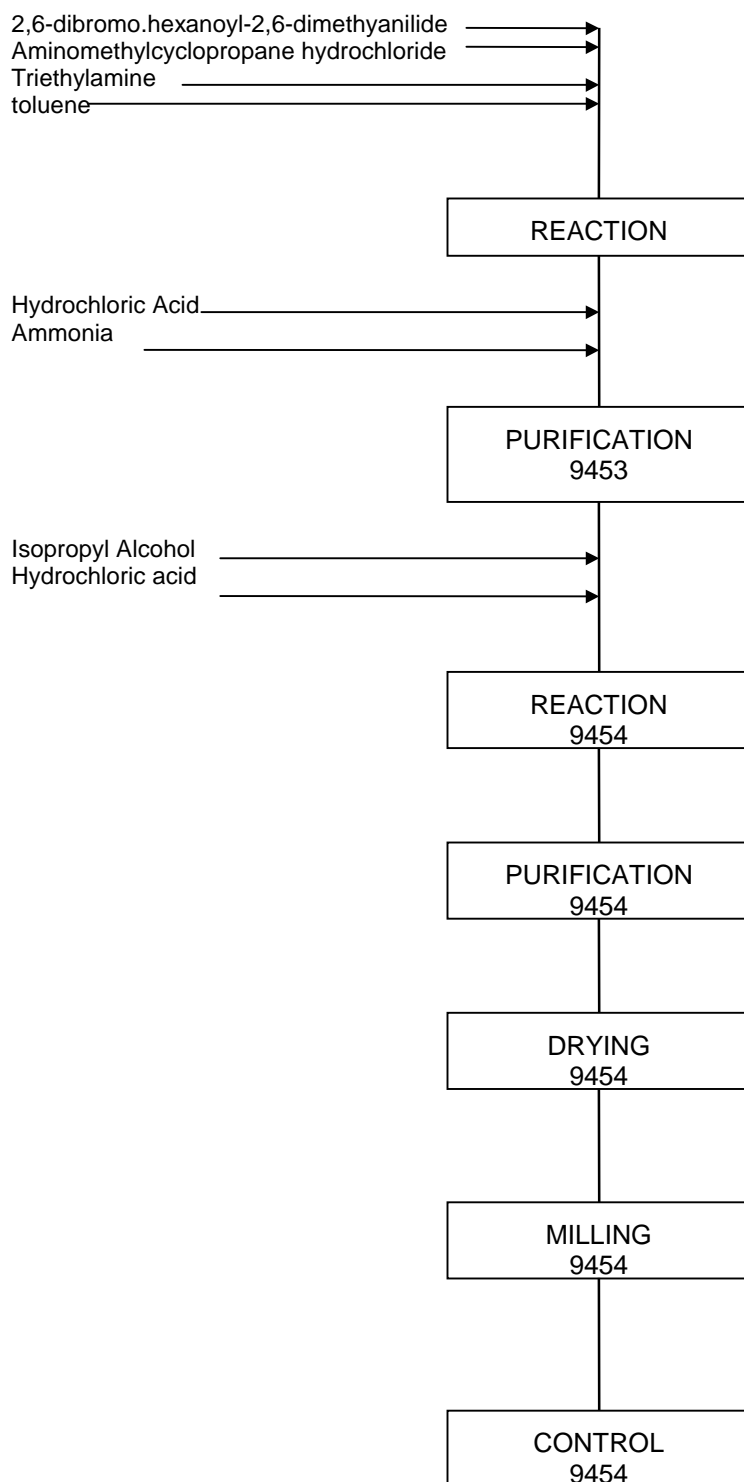 2,6-dibromo.hexanoyl-2,6-dimethyanilide
Aminomethylcyclopropane hydrochloride
Triethylamine
toluene
REACTION
Hydrochloric Acid
Ammonia
PURIFICATION
9453
Isopropyl Alcohol
Hydrochloric acid
REACTION
9454
PURIFICATION
9454
DRYING
9454
MILLING
9454
CONTROL
9454